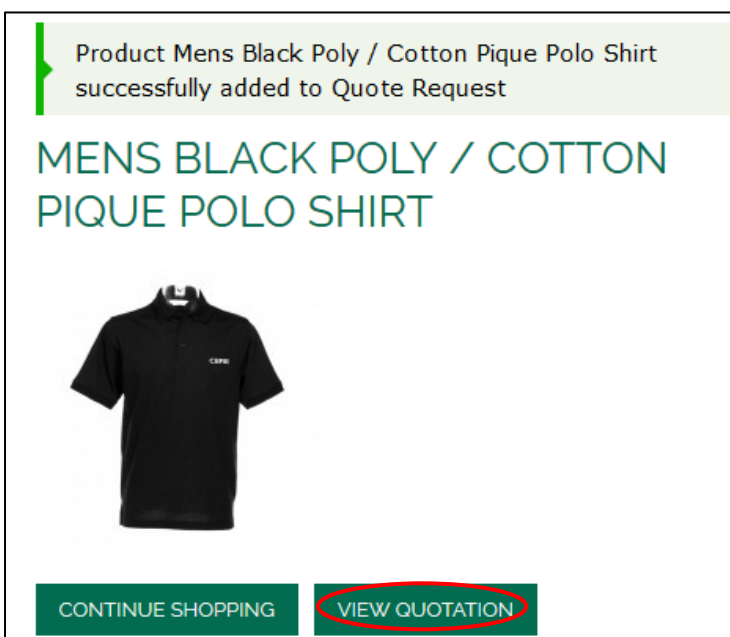 Product Mens Black Poly / Cotton Pique Polo Shirt
successfully added to Quote Request
MENS BLACK POLY / COTTON
PIQUE POLO SHIRT
CONTINUE SHOPPING
VIEW QUOTATION